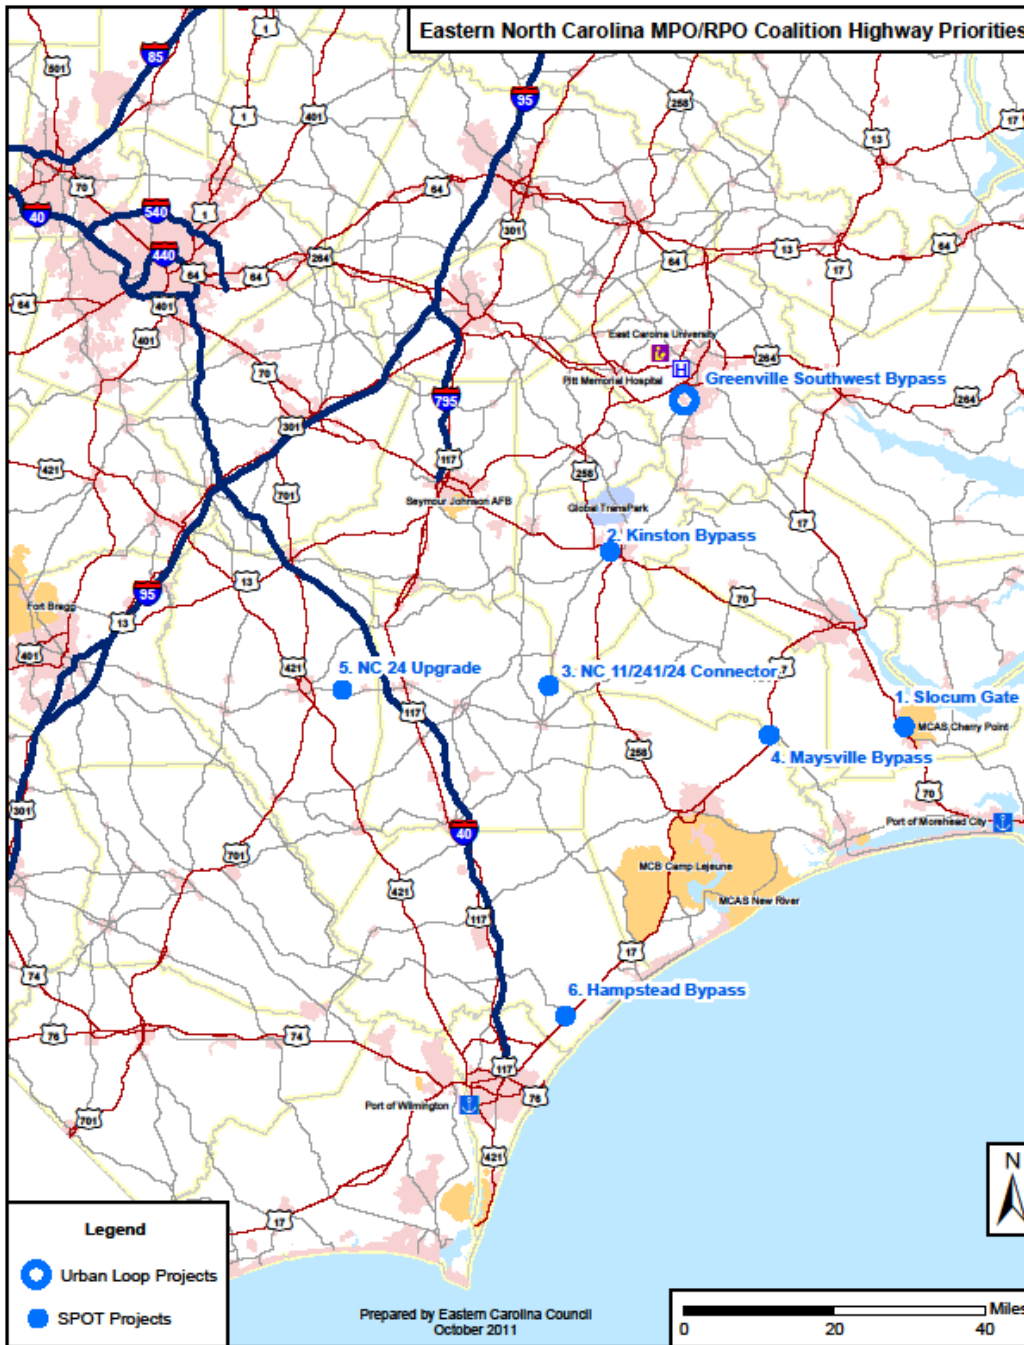 Eastern North Carolina MPO/RPO Coalition Highway Priorities
1
85
501
95
1
401
258
17
13
70
64
40
540
1
440
301
13
64
264
64
64
17
64
401
64
401
East Carolina University
264
70
Pitt Memorial Hospital
H
Greenville Southwest Bypass
795
264
301
117
421
258
701
Seymour Johnson AFB
Global TransPark
17
2. Kinston Bypass
13
95
70
Fort Bragg
13
401
421
5. NC 24 Upgrade
3. NC 11/241/24 Connector
1. Slocum Gate
117
MCAS Cherry Point
258
4. Maysville Bypass
70
301
Port of Morehead City
40
701
MCB Camp Lejeune
421
MCAS New River
117
17
74
6. Hampstead Bypass
76
74
117
76
Port of Wilmington
701
421
N
17
Legend
Urban Loop Projects
SPOT Projects
Prepared by Eastern Carolina Council
October 2011
Miles
0 20 40